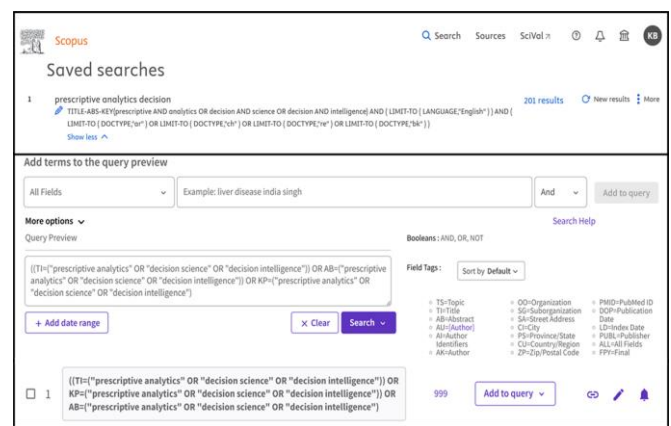 Scopus
Search Sources SciVal KB
Saved searches
1 prescriptive analytics decision 201 results New results More
TITLE-ABS-KEY(prescriptive AND analytics OR decision AND science OR decision AND intelligence) AND ( LIMIT-TO ( LANGUAGE,"English" ) ) AND (
LIMIT-TO ( DOCTYPE,"ar" ) OR LIMIT-TO ( DOCTYPE,"ch" ) OR LIMIT-TO ( DOCTYPE,"re" ) OR LIMIT-TO ( DOCTYPE,"bk" ) )
Show less
Add terms to the query preview
All Fields Example: liver disease india singh And Add to query
More options Search Help
Query Preview
Booleans: AND, OR, NOT
((TI=("prescriptive analytics" OR "decision science" OR "decision intelligence")) OR AB=("prescriptive
analytics" OR "decision science" OR "decision intelligence")) OR KP=("prescriptive analytics" OR
"decision science" OR "decision intelligence")
Field Tags: Sort by Default
+ Add date range × Clear Search
TS=Topic
TI=Title
AB=Abstract
AU=[Author]
AI=Author
Identifiers
AK=Author
OO=Organization
SG=Suborganization
SA=Street Address
CI=City
PS=Province/State
CU=Country/Region
ZP=Zip/Postal Code
PMID=PubMed ID
DOP=Publication
Date
LD=Index Date
PUBL=Publisher
ALL=All Fields
FPY=Final
1
((TI=("prescriptive analytics" OR "decision science" OR "decision intelligence")) OR
KP=("prescriptive analytics" OR "decision science" OR "decision intelligence")) OR
AB=("prescriptive analytics" OR "decision science" OR "decision intelligence")
999 Add to query